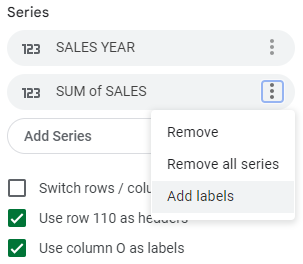 Series
123 SALES YEAR
123 SUM of SALES
Remove
Add Series
Remove all series
Switch rows / colu
Add labels
Use row 110 as headers
Use column O as labels